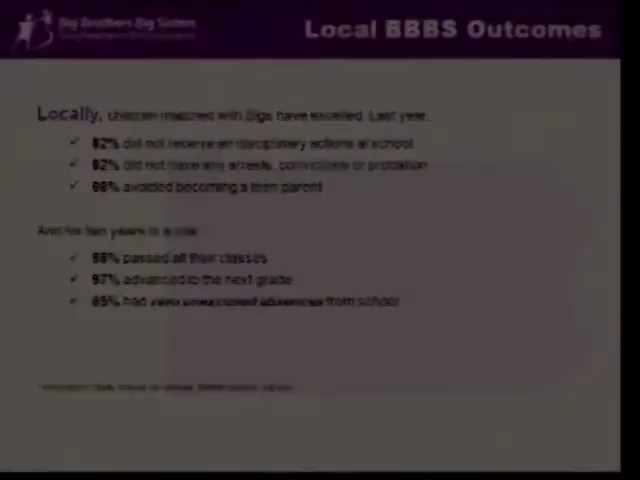 Big Brothers Big Sisters
Local BBBS Outcomes
Locally, children matched with Bigs have excelled. Last year,
✓ 82% did not receive an disciplinary actions at school
✓ 92% did not have any arrests, convictions or probation
✓ 98% avoided becoming a teen parent
And for two years in a row
✓ 98% passed all their classes
✓ 97% advanced to the next grade
✓ 85% had zero unexcused absences from school